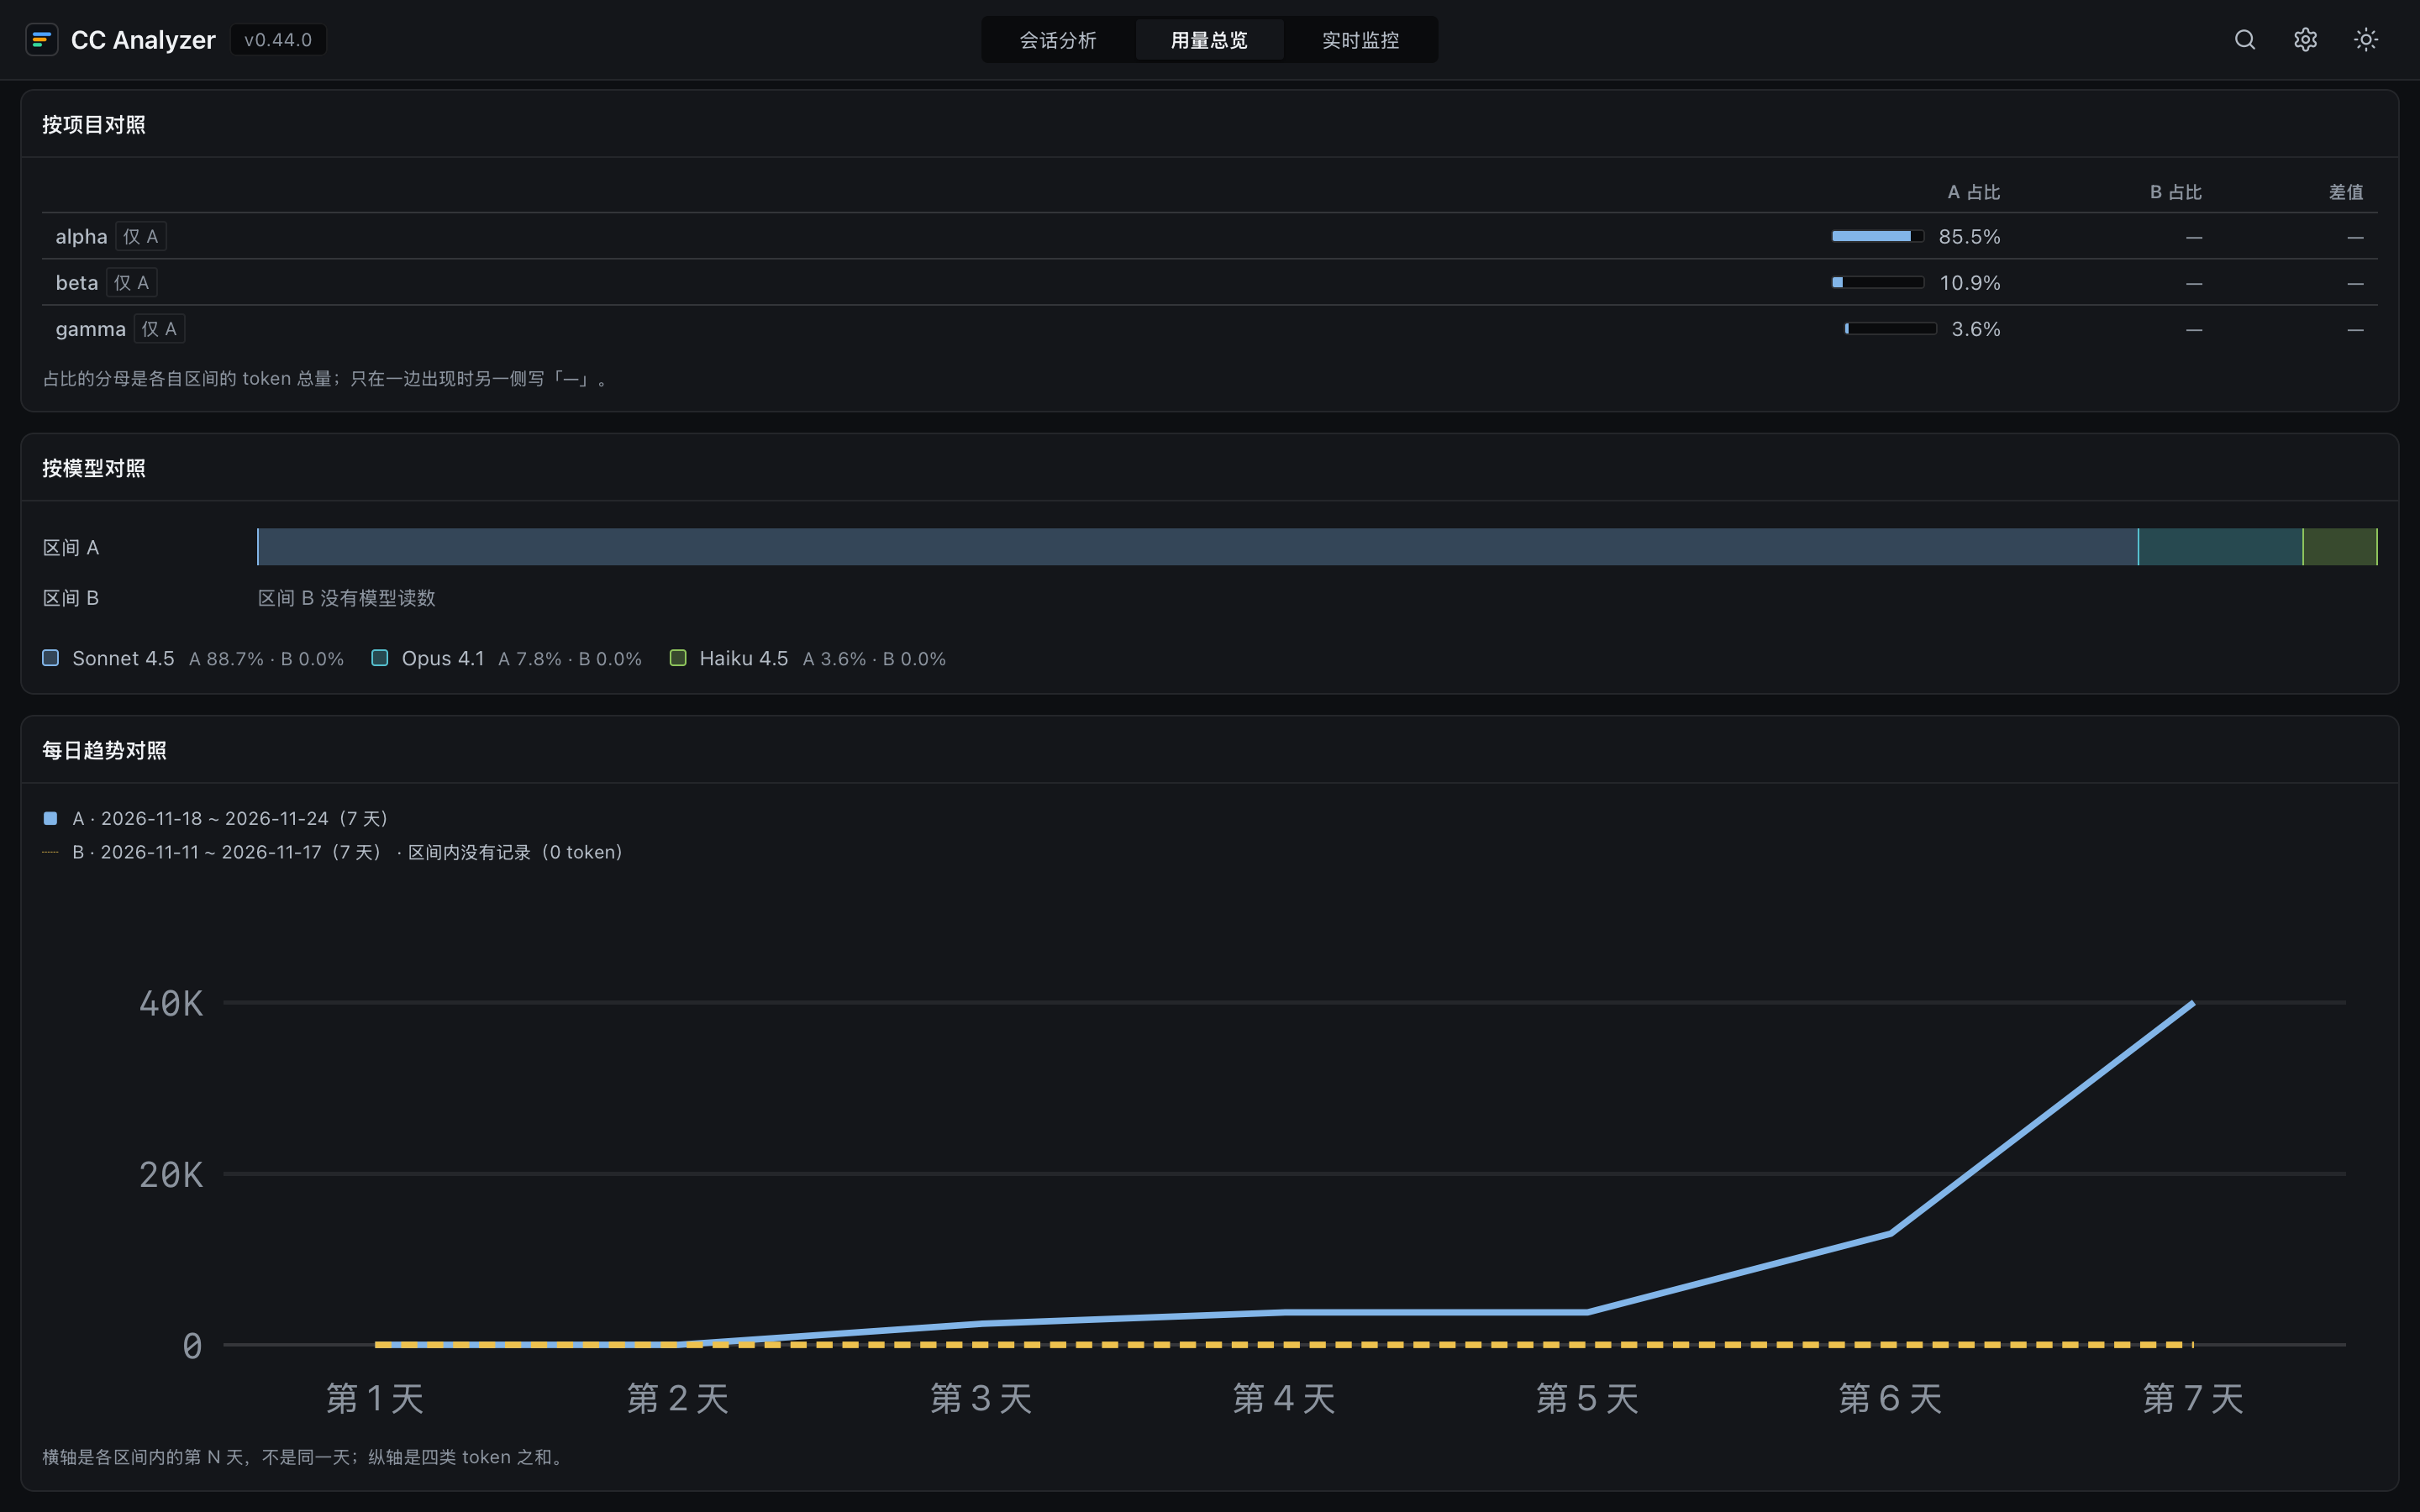 CC Analyzer v0.44.0 会话分析 用量总览 实时监控
按项目对照
A 占比 B 占比 差值
alpha 仅 A 85.5% — —
beta 仅 A 10.9% — —
gamma 仅 A 3.6% — —
占比的分母是各自区间的 token 总量；只在一边出现时另一侧写「—」。
按模型对照
区间 A
区间 B 区间 B 没有模型读数
Sonnet 4.5 A 88.7% · B 0.0% Opus 4.1 A 7.8% · B 0.0% Haiku 4.5 A 3.6% · B 0.0%
每日趋势对照
A · 2026-11-18 ~ 2026-11-24（7 天）
B · 2026-11-11 ~ 2026-11-17（7 天） · 区间内没有记录（0 token）
40K
20K
0
第 1 天 第 2 天 第 3 天 第 4 天 第 5 天 第 6 天 第 7 天
横轴是各区间内的第 N 天，不是同一天；纵轴是四类 token 之和。